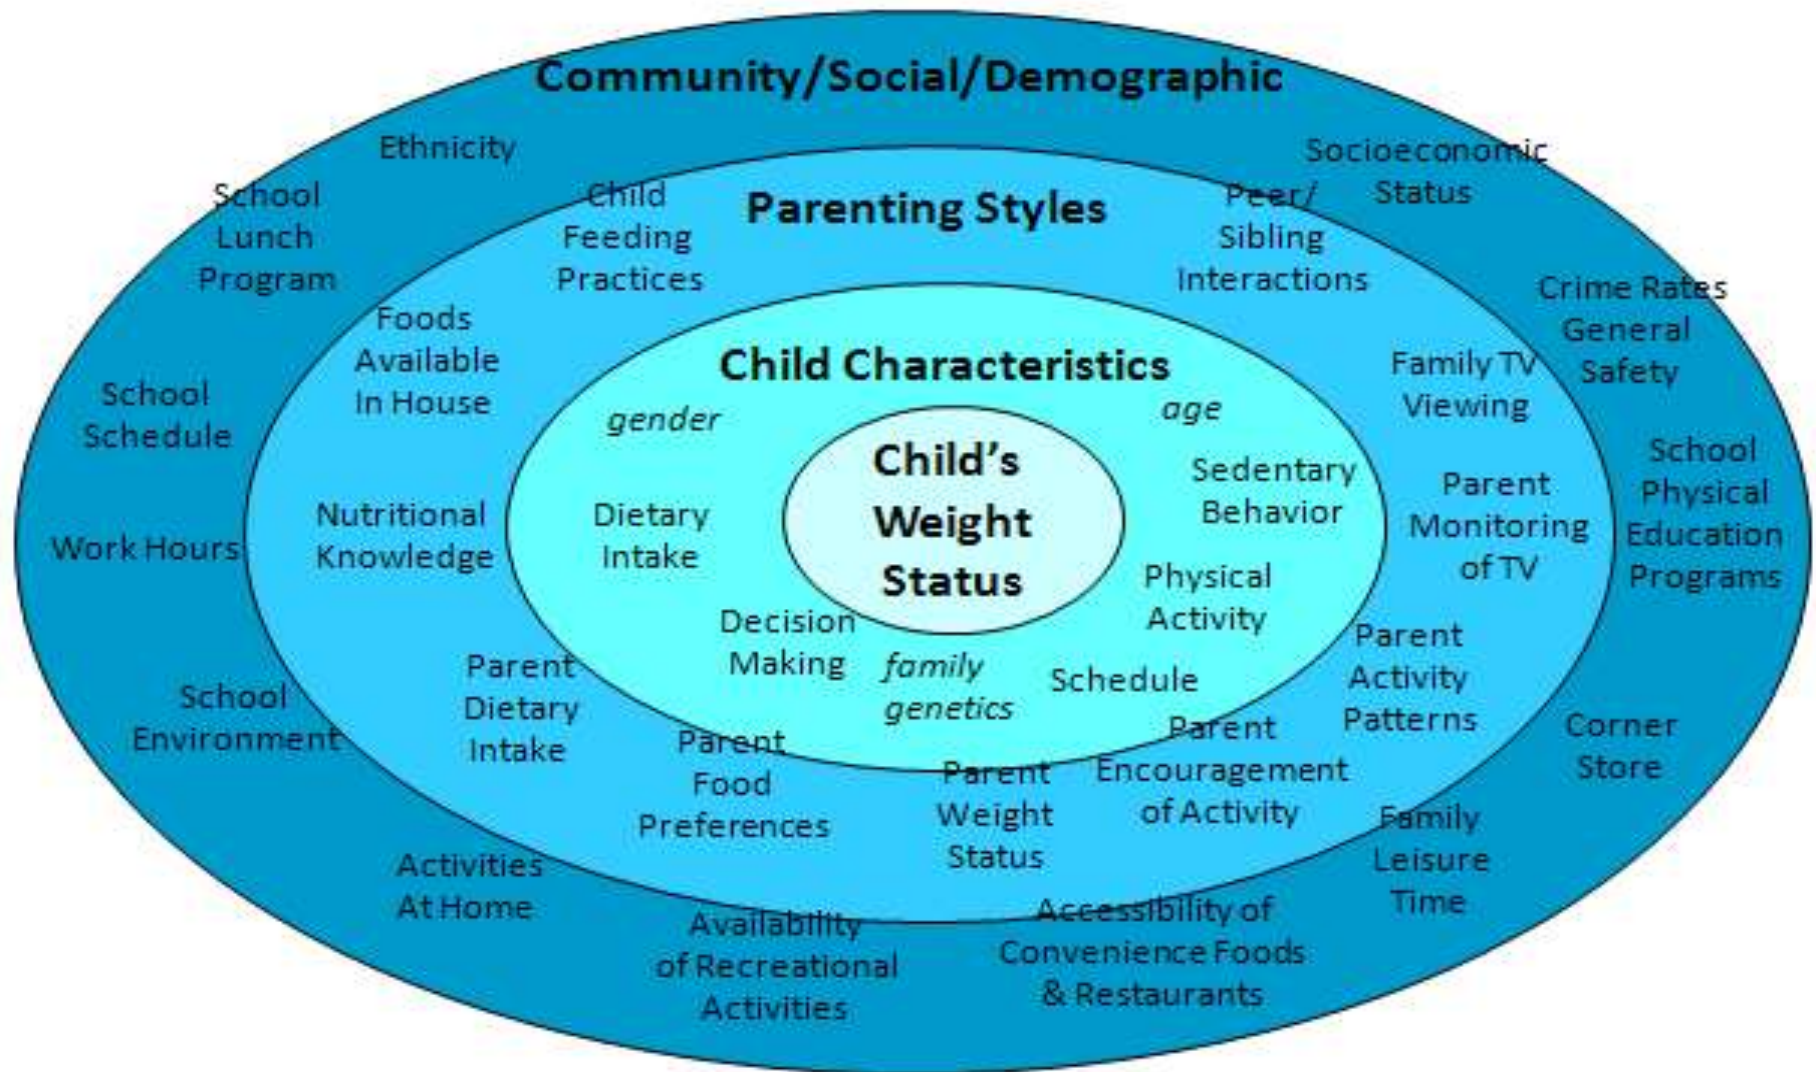 Community/Social/Demographic
Ethnicity
Socioeconomic
Status
School
Lunch
Program
Crime Rates
General
Safety
School
Schedule
School
Physical
Education
Programs
Work Hours
School
Environment
Corner
Store
Activities
At Home
Family
Leisure
Time
Availability
of Recreational
Activities
Accessibility of
Convenience Foods
& Restaurants
Parenting Styles
Child
Feeding
Practices
Peer/
Sibling
Interactions
Foods
Available
In House
Family TV
Viewing
Nutritional
Knowledge
Parent
Monitoring
of TV
Parent
Dietary
Intake
Parent
Activity
Patterns
Parent
Food
Preferences
Parent
Weight
Status
Parent
Encouragement
of Activity
Child Characteristics
gender
age
Dietary
Intake
Sedentary
Behavior
Physical
Activity
Decision
Making
family
genetics
Schedule
Child’s
Weight
Status